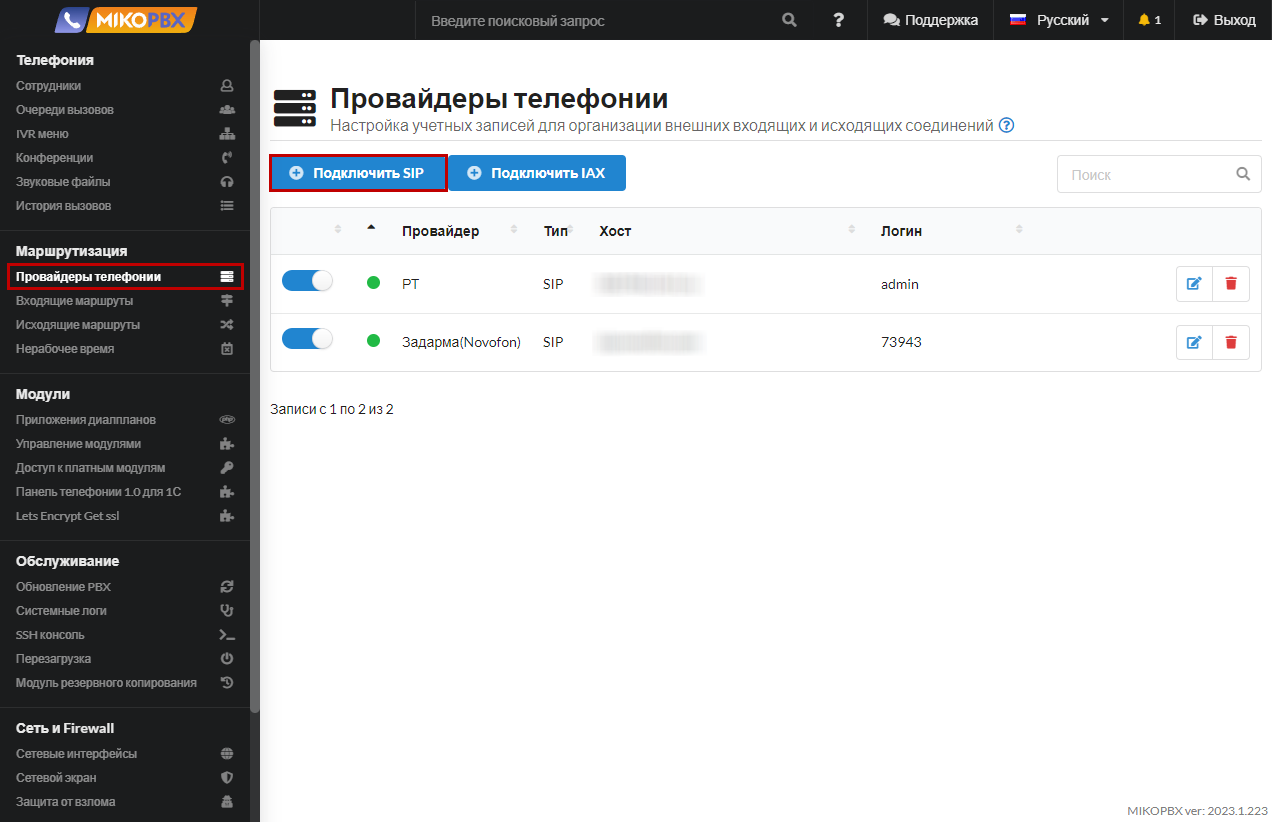 MIKOPBX
Введите поисковый запрос
?
Поддержка
Русский
1
Выход
Телефония
Сотрудники
Очереди вызовов
IVR меню
Конференции
Звуковые файлы
История вызовов
Маршрутизация
Провайдеры телефонии
Входящие маршруты
Исходящие маршруты
Нерабочее время
Модули
Приложения диалпланов
Управление модулями
Доступ к платным модулям
Панель телефонии 1.0 для 1С
Lets Encrypt Get ssl
Обслуживание
Обновление PBX
Системные логи
SSH консоль
Перезагрузка
Модуль резервного копирования
Сеть и Firewall
Сетевые интерфейсы
Сетевой экран
Защита от взлома
Провайдеры телефонии
Настройка учетных записей для организации внешних входящих и исходящих соединений ?
Подключить SIP
Подключить IAX
Поиск
Провайдер Тип Хост Логин
РТ SIP admin
Задарма(Novofon) SIP 73943
Записи с 1 по 2 из 2
MIKOPBX ver: 2023.1.223